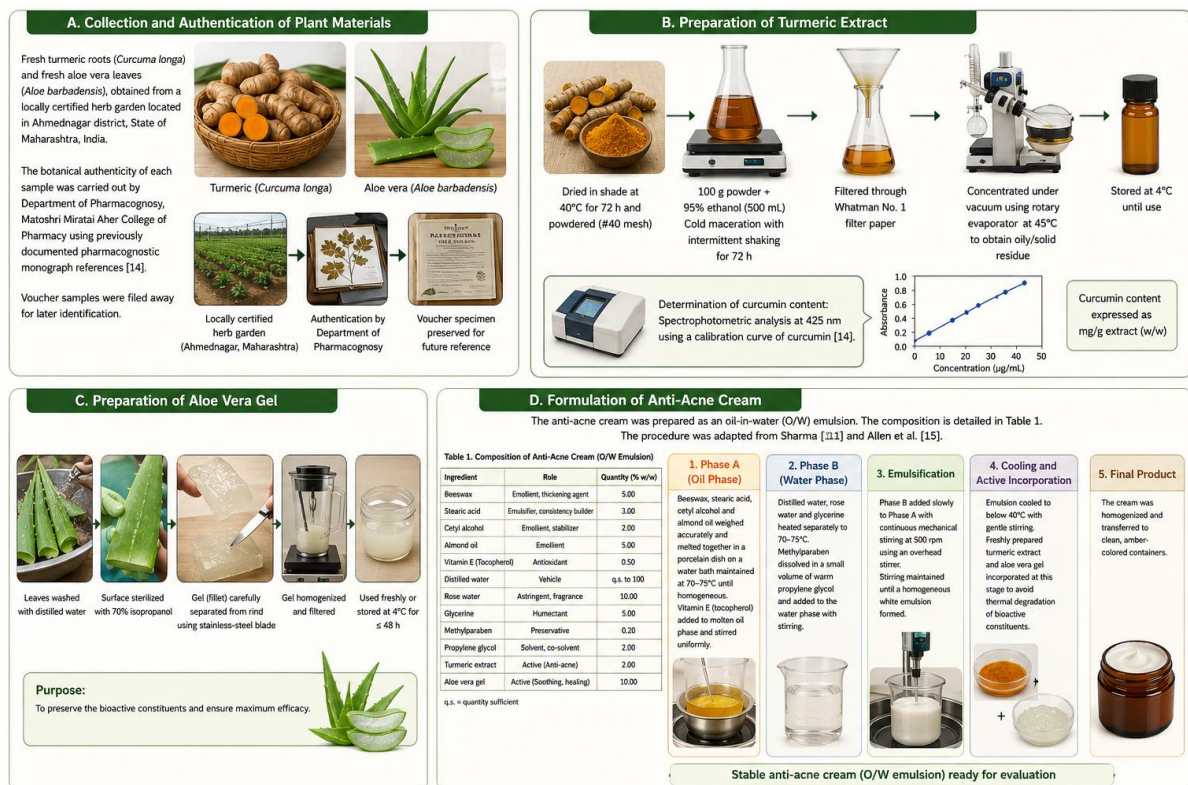 A. Collection and Authentication of Plant Materials
Fresh turmeric roots (Curcuma longa)
and fresh aloe vera leaves
(Aloe barbadensis), obtained from a
locally certified herb garden located
in Ahmednagar district, State of
Maharashtra, India.
The botanical authenticity of each
sample was carried out by
Department of Pharmacognosy,
Matoshri Miratai Aher College of
Pharmacy using previously
documented pharmacognostic
monograph references [14].
Voucher samples were filed away
for later identification.
Turmeric (Curcuma longa)
Aloe vera (Aloe barbadensis)
Locally certified
herb garden
(Ahmednagar, Maharashtra)
Authentication by
Department of
Pharmacognosy
Voucher specimen
preserved for
future reference
B. Preparation of Turmeric Extract
Dried in shade at
40°C for 72 h and
powdered (#40 mesh)
100 g powder +
95% ethanol (500 mL)
Cold maceration with
intermittent shaking
for 72 h
Filtered through
Whatman No. 1
filter paper
Concentrated under
vacuum using rotary
evaporator at 45°C
to obtain oily/solid
residue
Stored at 4°C
until use
Determination of curcumin content:
Spectrophotometric analysis at 425 nm
using a calibration curve of curcumin [14].
Absorbance
1.0
0.8
0.6
0.4
0.2
0.0
0 10 20 30 40 50
Concentration (µg/mL)
Curcumin content
expressed as
mg/g extract (w/w)
C. Preparation of Aloe Vera Gel
Leaves washed
with distilled water
Surface sterilized
with 70% isopropanol
Gel (fillet) carefully
separated from rind
using stainless-steel blade
Gel homogenized
and filtered
Used freshly or
stored at 4°C for
≤ 48 h
Purpose:
To preserve the bioactive constituents and ensure maximum efficacy.
D. Formulation of Anti-Acne Cream
The anti-acne cream was prepared as an oil-in-water (O/W) emulsion. The composition is detailed in Table 1.
The procedure was adapted from Sharma and Allen et al. [15].
Table 1. Composition of Anti-Acne Cream (O/W Emulsion)
Ingredient Role Quantity (% w/w)
Beeswax Emollient, thickening agent 5.00
Stearic acid Emulsifier, consistency builder 3.00
Cetyl alcohol Emollient, stabilizer 2.00
Almond oil Emollient 5.00
Vitamin E (Tocopherol) Antioxidant 0.50
Distilled water Vehicle q.s. to 100
Rose water Astringent, fragrance 10.00
Glycerine Humectant 5.00
Methylparaben Preservative 0.20
Propylene glycol Solvent, co-solvent 2.00
Turmeric extract Active (Anti-acne) 2.00
Aloe vera gel Active (Soothing, healing) 10.00
q.s. = quantity sufficient
1. Phase A
(Oil Phase)
Beeswax, stearic acid,
cetyl alcohol and
almond oil weighed
accurately and
melted together in a
porcelain dish on a
water bath maintained
at 70–75°C until
homogeneous.
Vitamin E (tocopherol)
added to molten oil
phase and stirred
uniformly.
2. Phase B
(Water Phase)
Distilled water, rose
water and glycerine
heated separately to
70–75°C.
Methylparaben
dissolved in a small
volume of warm
propylene glycol
and added to the
water phase with
stirring.
3. Emulsification
Phase B added slowly
to Phase A with
continuous mechanical
stirring at 500 rpm
using an overhead
stirrer.
Stirring maintained
until a homogeneous
white emulsion
formed.
4. Cooling and
Active Incorporation
Emulsion cooled to
below 40°C with
gentle stirring.
Freshly prepared
turmeric extract
and aloe vera gel
incorporated at this
stage to avoid
thermal degradation
of bioactive
constituents.
+
5. Final Product
The cream was
homogenized and
transferred to
clean, amber-
colored containers.
Stable anti-acne cream (O/W emulsion) ready for evaluation